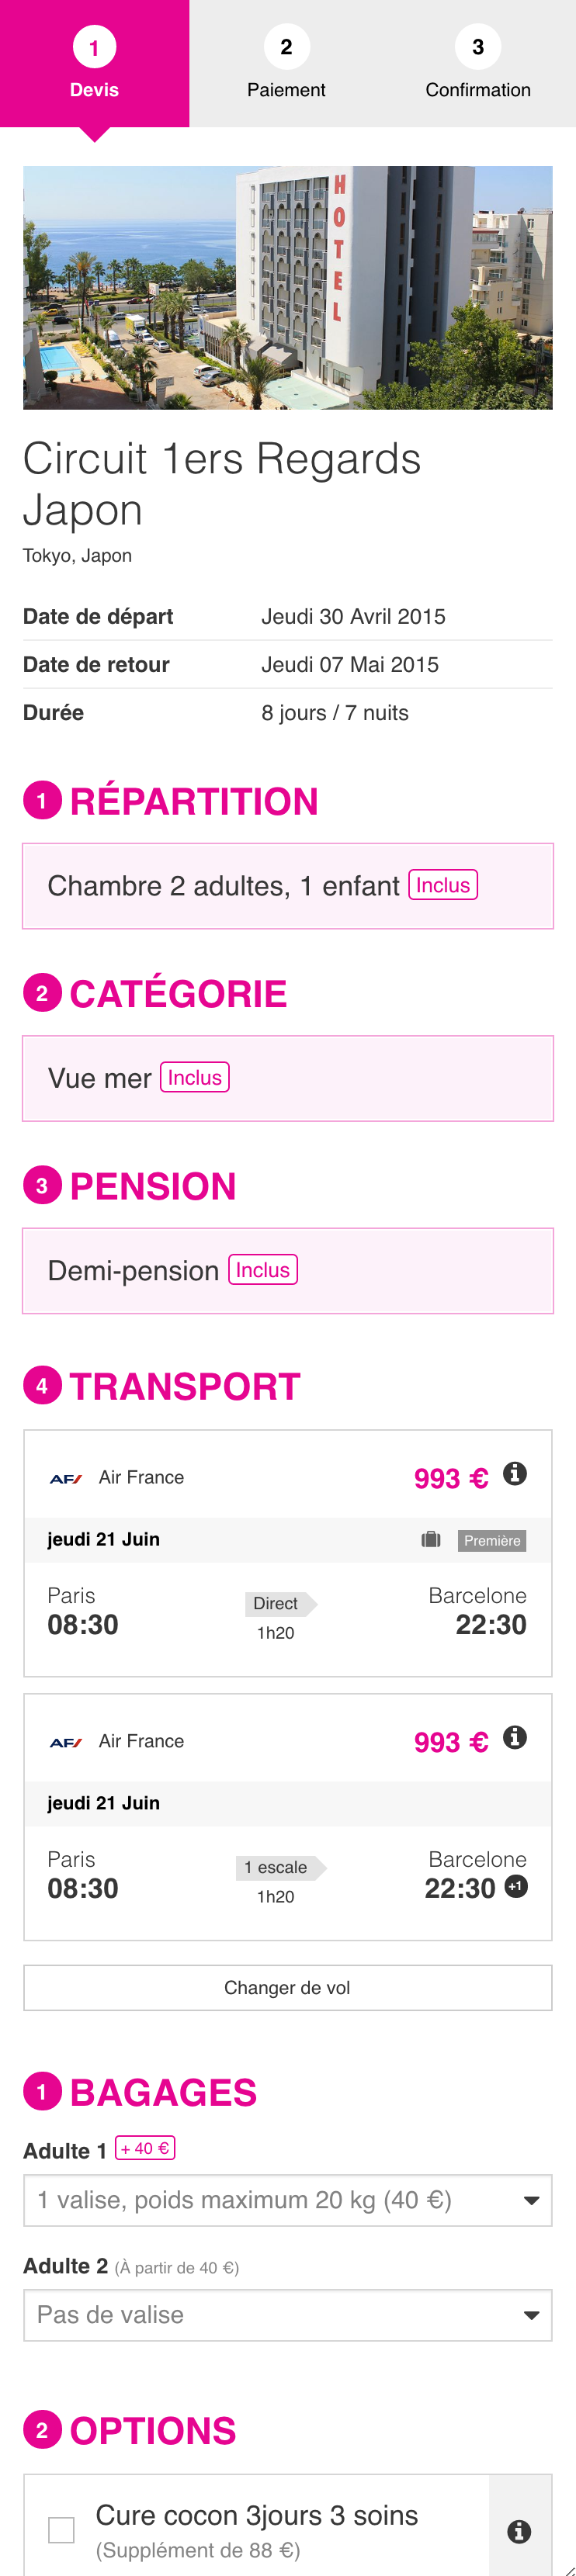 1
Devis
2
Paiement
3
Confirmation
HOTEL
Circuit 1ers Regards
Japon
Tokyo, Japon
Date de départ Jeudi 30 Avril 2015
Date de retour Jeudi 07 Mai 2015
Durée 8 jours / 7 nuits
1 RÉPARTITION
Chambre 2 adultes, 1 enfant Inclus
2 CATÉGORIE
Vue mer Inclus
3 PENSION
Demi-pension Inclus
4 TRANSPORT
AF Air France 993 €
jeudi 21 Juin Première
Paris Direct Barcelone
08:30 1h20 22:30
AF Air France 993 €
jeudi 21 Juin
Paris 1 escale Barcelone
08:30 1h20 22:30 +1
Changer de vol
1 BAGAGES
Adulte 1 + 40 €
1 valise, poids maximum 20 kg (40 €)
Adulte 2 (À partir de 40 €)
Pas de valise
2 OPTIONS
Cure cocon 3jours 3 soins
(Supplément de 88 €)